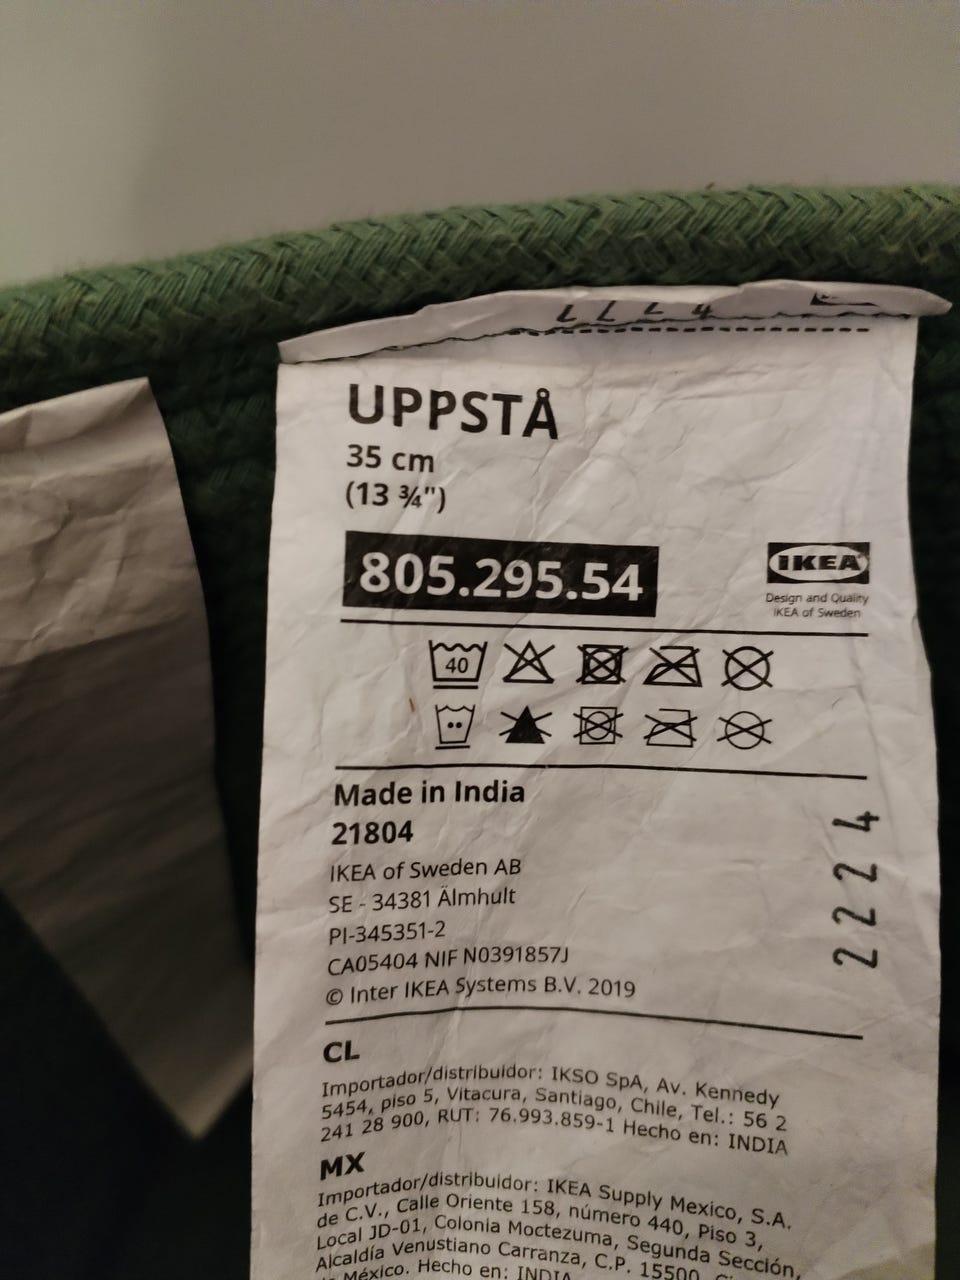 UPPSTÅ
35 cm
(13 ¾")
805.295.54
IKEA
Design and Quality
IKEA of Sweden
40
Made in India
21804
IKEA of Sweden AB
SE - 34381 Älmhult
PI-345351-2
CA05404 NIF N0391857J
© Inter IKEA Systems B.V. 2019
2224
CL
Importador/distribuidor: IKSO SpA, Av. Kennedy
5454, piso 5, Vitacura, Santiago, Chile, Tel.: 56 2
241 28 900, RUT: 76.993.859-1 Hecho en: INDIA
MX
Importador/distribuidor: IKEA Supply Mexico, S.A.
de C.V., Calle Oriente 158, número 440, Piso 3,
Local JD-01, Colonia Moctezuma, Segunda Sección,
Alcaldía Venustiano Carranza, C.P. 15500,
México. Hecho en: INDIA